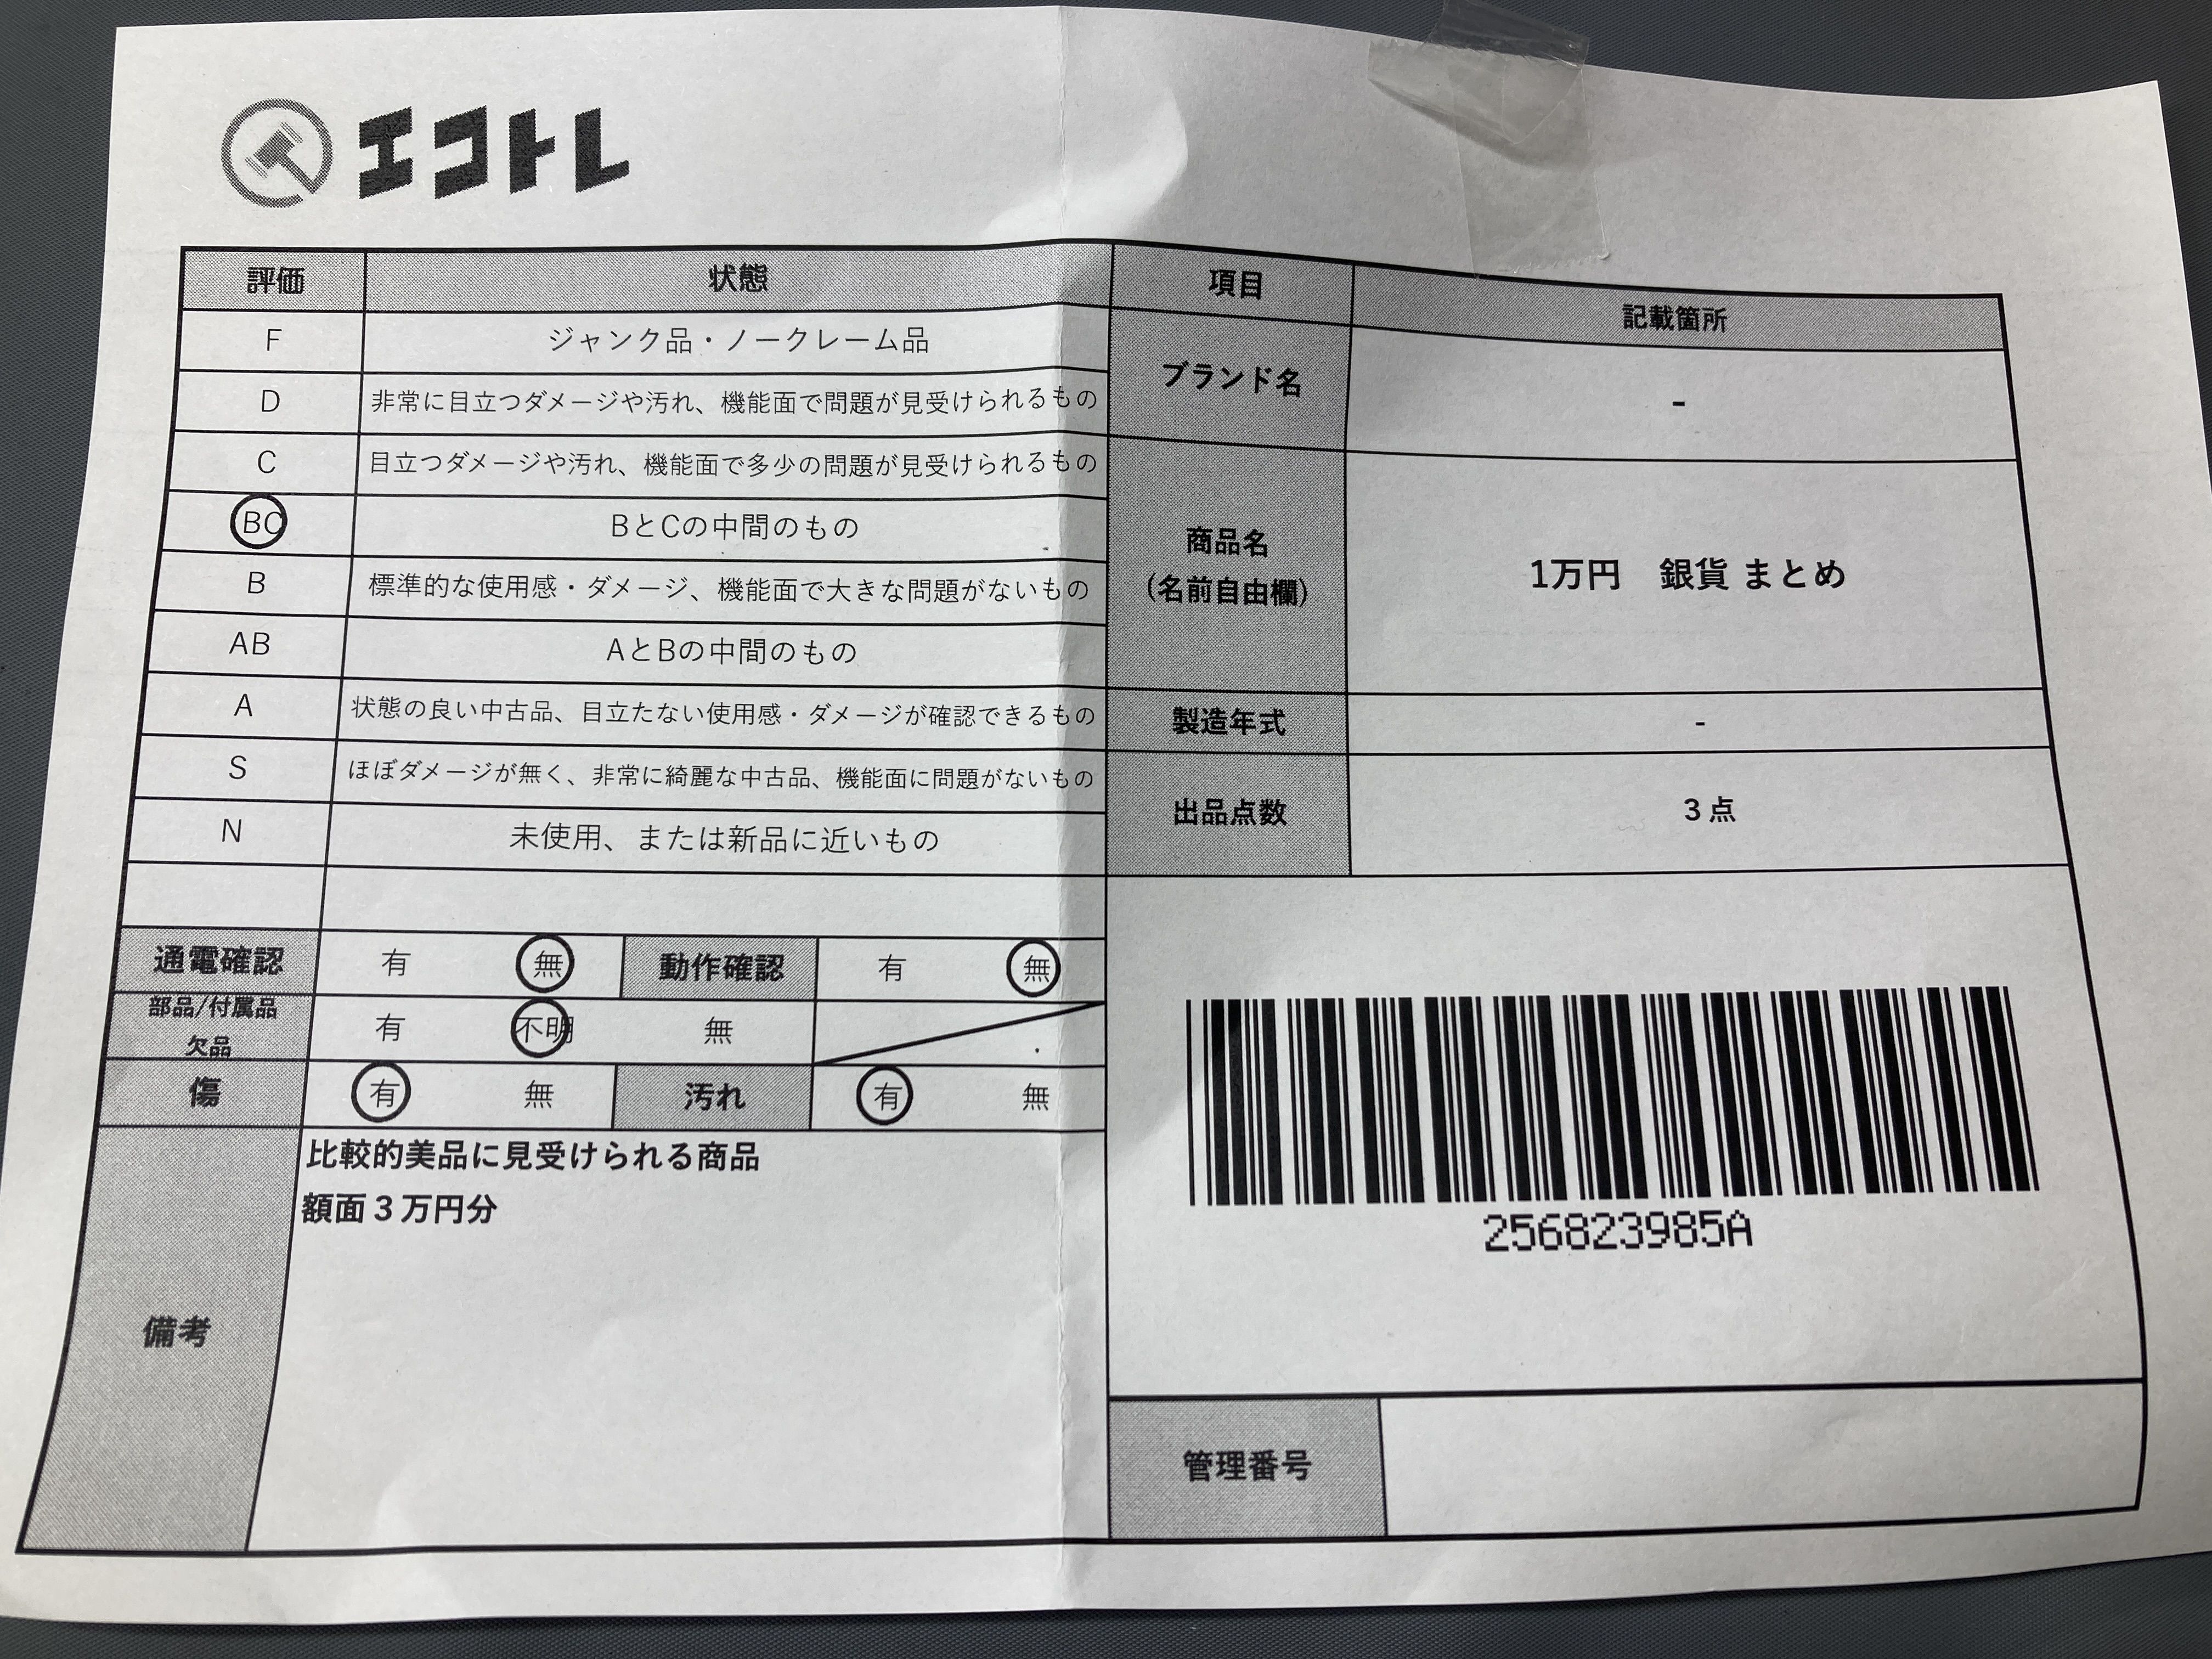 エコトレ
評価 状態
F ジャンク品・ノークレーム品
D 非常に目立つダメージや汚れ、機能面で問題が見受けられるもの
C 目立つダメージや汚れ、機能面で多少の問題が見受けられるもの
BC BとCの中間のもの
B 標準的な使用感・ダメージ、機能面で大きな問題がないもの
AB AとBの中間のもの
A 状態の良い中古品、目立たない使用感・ダメージが確認できるもの
S ほぼダメージが無く、非常に綺麗な中古品、機能面に問題がないもの
N 未使用、または新品に近いもの
通電確認 有 無 動作確認 有 無
部品/付属品
欠品 有 不明 無
傷 有 無 汚れ 有 無
備考
比較的美品に見受けられる商品
額面３万円分
項目 記載箇所
ブランド名 -
商品名
（名前自由欄）
1万円　銀貨 まとめ
製造年式 -
出品点数 ３点
256823985A
管理番号